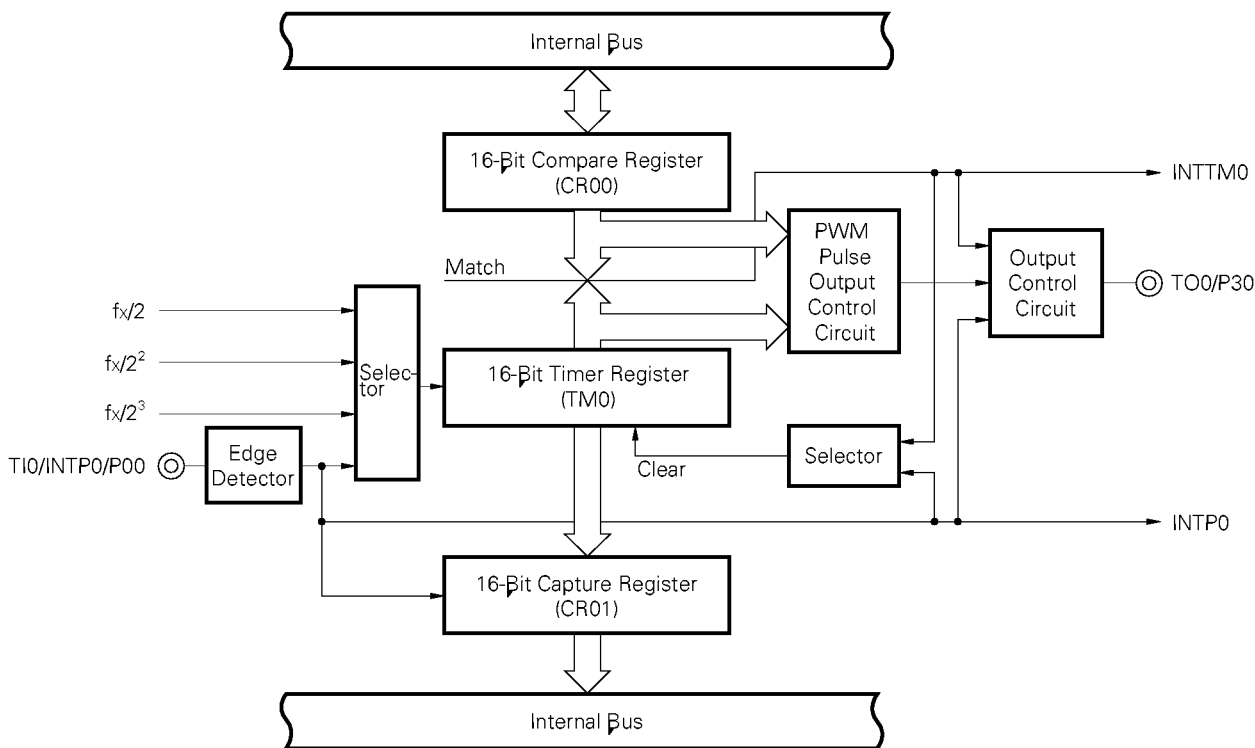 Internal Bus
16-Bit Compare Register
(CR00)
INTTM0
PWM
Pulse
Output
Control
Circuit
Output
Control
Circuit
TO0/P30
Match
fx/2
fx/2²
fx/2³
Selec-
tor
16-Bit Timer Register
(TM0)
TI0/INTP0/P00
Edge
Detector
Clear
Selector
INTP0
16-Bit Capture Register
(CR01)
Internal Bus